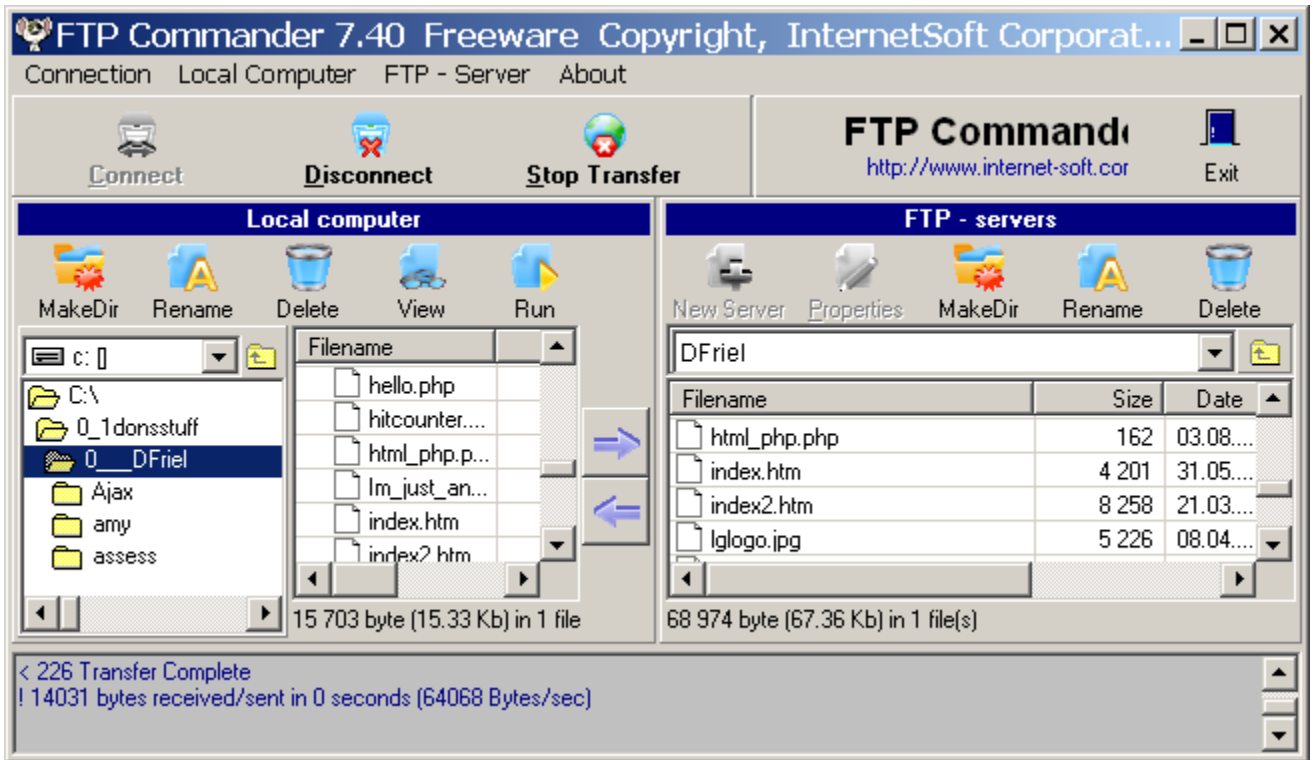 FTP Commander 7.40 Freeware Copyright, InternetSoft Corporat...
Connection Local Computer FTP - Server About
Connect Disconnect Stop Transfer
FTP Command
http://www.internet-soft.cor
Exit
Local computer
MakeDir Rename Delete View Run
c: []
C:\
0_1donsstuff
0___DFriel
Ajax
amy
assess
Filename
hello.php
hitcounter....
html_php.p...
Im_just_an...
index.htm
index2.htm
15 703 byte (15.33 Kb) in 1 file
FTP - servers
New Server Properties MakeDir Rename Delete
DFriel
Filename Size Date
html_php.php 162 03.08....
index.htm 4 201 31.05....
index2.htm 8 258 21.03....
lglogo.jpg 5 226 08.04....
68 974 byte (67.36 Kb) in 1 file(s)
< 226 Transfer Complete
! 14031 bytes received/sent in 0 seconds (64068 Bytes/sec)